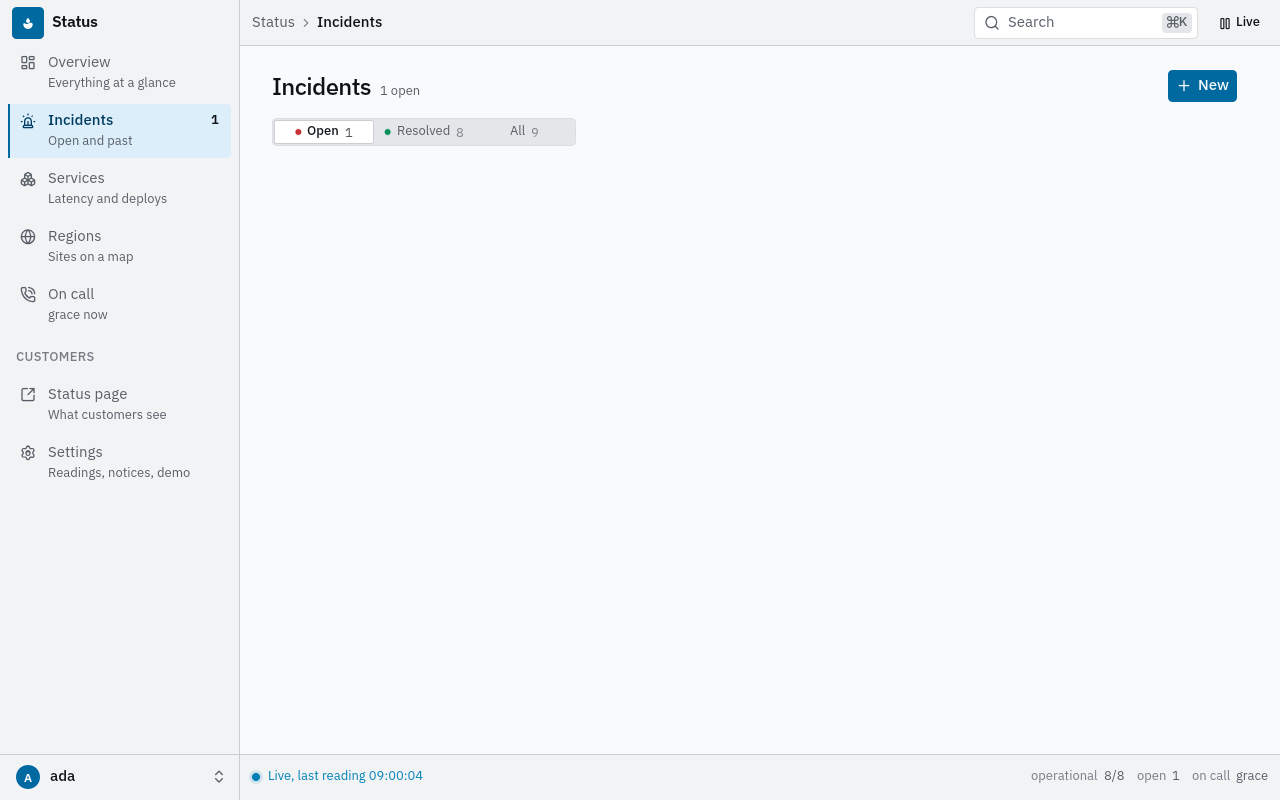 Status
Overview
Everything at a glance
Incidents 1
Open and past
Services
Latency and deploys
Regions
Sites on a map
On call
grace now
CUSTOMERS
Status page
What customers see
Settings
Readings, notices, demo
A ada
Status > Incidents
Search ⌘K
Live
Incidents 1 open
New
Open 1 Resolved 8 All 9
Live, last reading 09:00:04
operational 8/8 open 1 on call grace